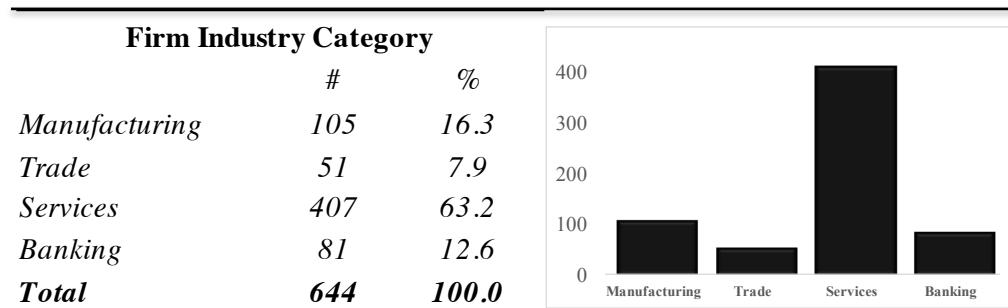 Firm Industry Category
# %
Manufacturing 105 16.3
Trade 51 7.9
Services 407 63.2
Banking 81 12.6
Total 644 100.0
400
300
200
100
0
Manufacturing Trade Services Banking